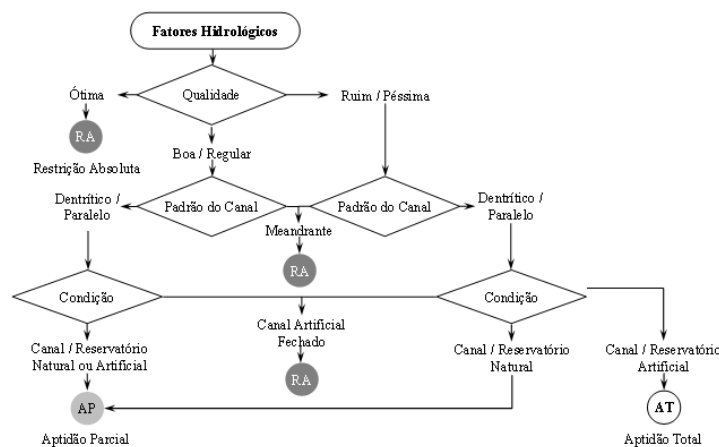 Fatores Hidrológicos
Ótima
Qualidade
Ruim / Péssima
RA
Restrição Absoluta
Boa / Regular
Dentrítico /
Paralelo
Padrão do Canal
Meandrante
Padrão do Canal
Dentrítico /
Paralelo
RA
Condição
Canal Artificial
Fechado
Condição
Canal / Reservatório
Natural ou Artificial
RA
Canal / Reservatório
Natural
Canal / Reservatório
Artificial
AP
Aptidão Parcial
AT
Aptidão Total